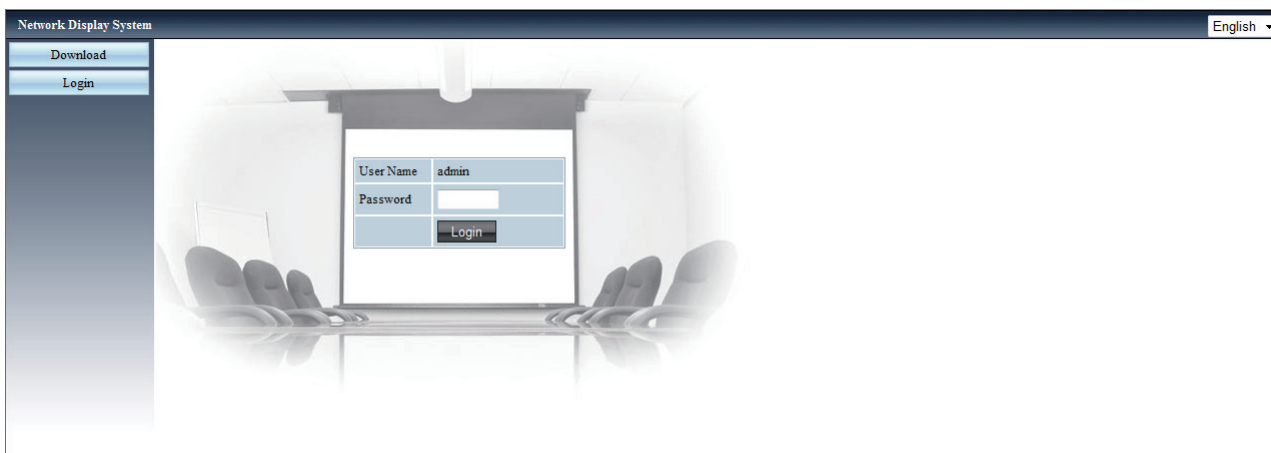 Network Display System
English
Download
Login
User Name admin
Password
Login